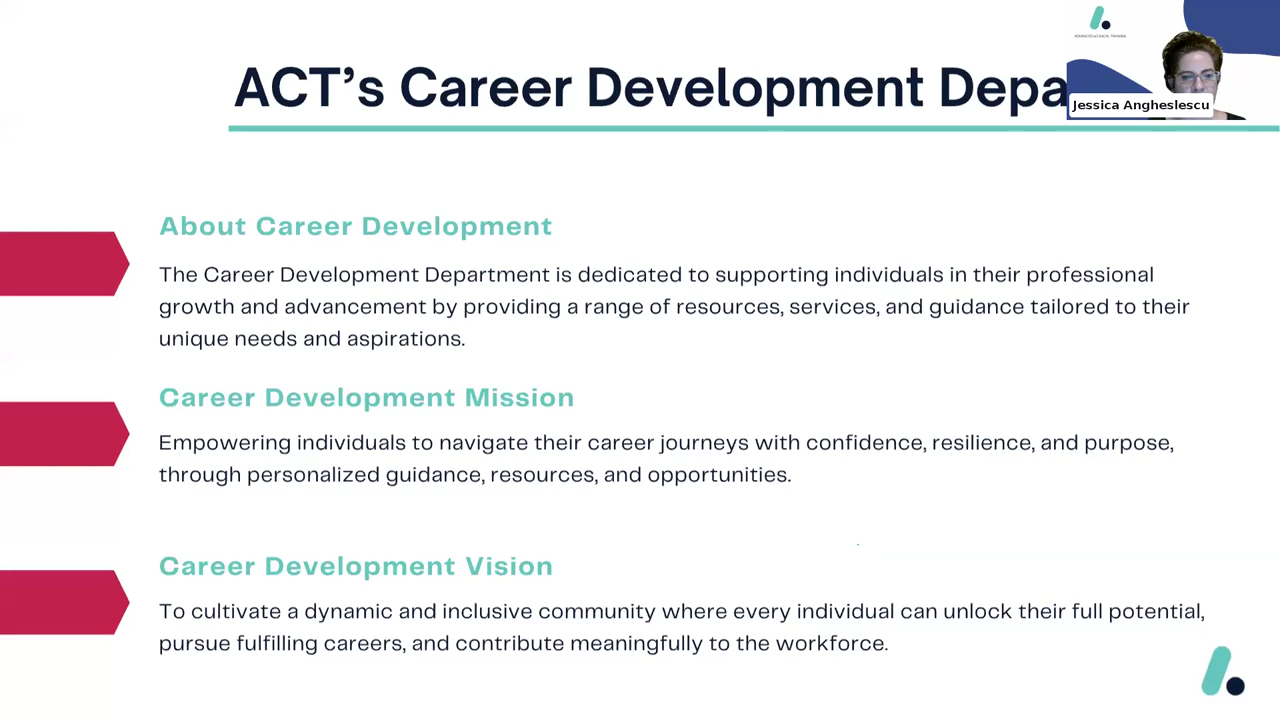 ACT's Career Development Depa
Jessica Angheslescu
About Career Development
The Career Development Department is dedicated to supporting individuals in their professional
growth and advancement by providing a range of resources, services, and guidance tailored to their
unique needs and aspirations.
Career Development Mission
Empowering individuals to navigate their career journeys with confidence, resilience, and purpose,
through personalized guidance, resources, and opportunities.
Career Development Vision
To cultivate a dynamic and inclusive community where every individual can unlock their full potential,
pursue fulfilling careers, and contribute meaningfully to the workforce.